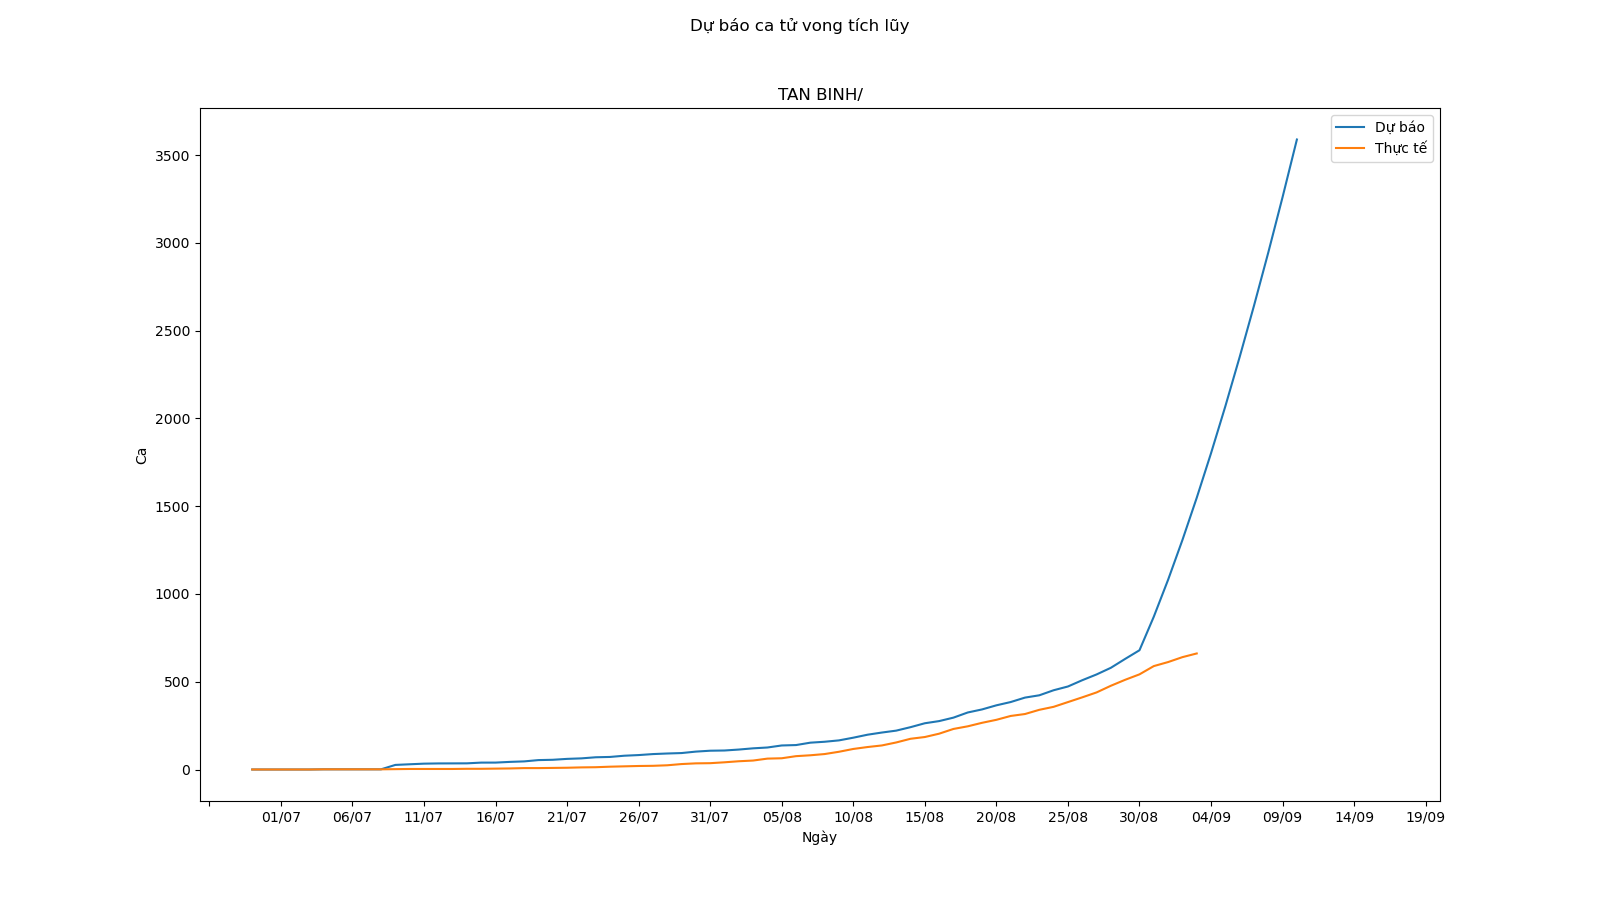 Dự báo ca tử vong tích lũy
TAN BINH/
Dự báo
Thực tế
3500
3000
2500
2000
1500
1000
500
0
Ca
01/07 06/07 11/07 16/07 21/07 26/07 31/07 05/08 10/08 15/08 20/08 25/08 30/08 04/09 09/09 14/09 19/09
Ngày